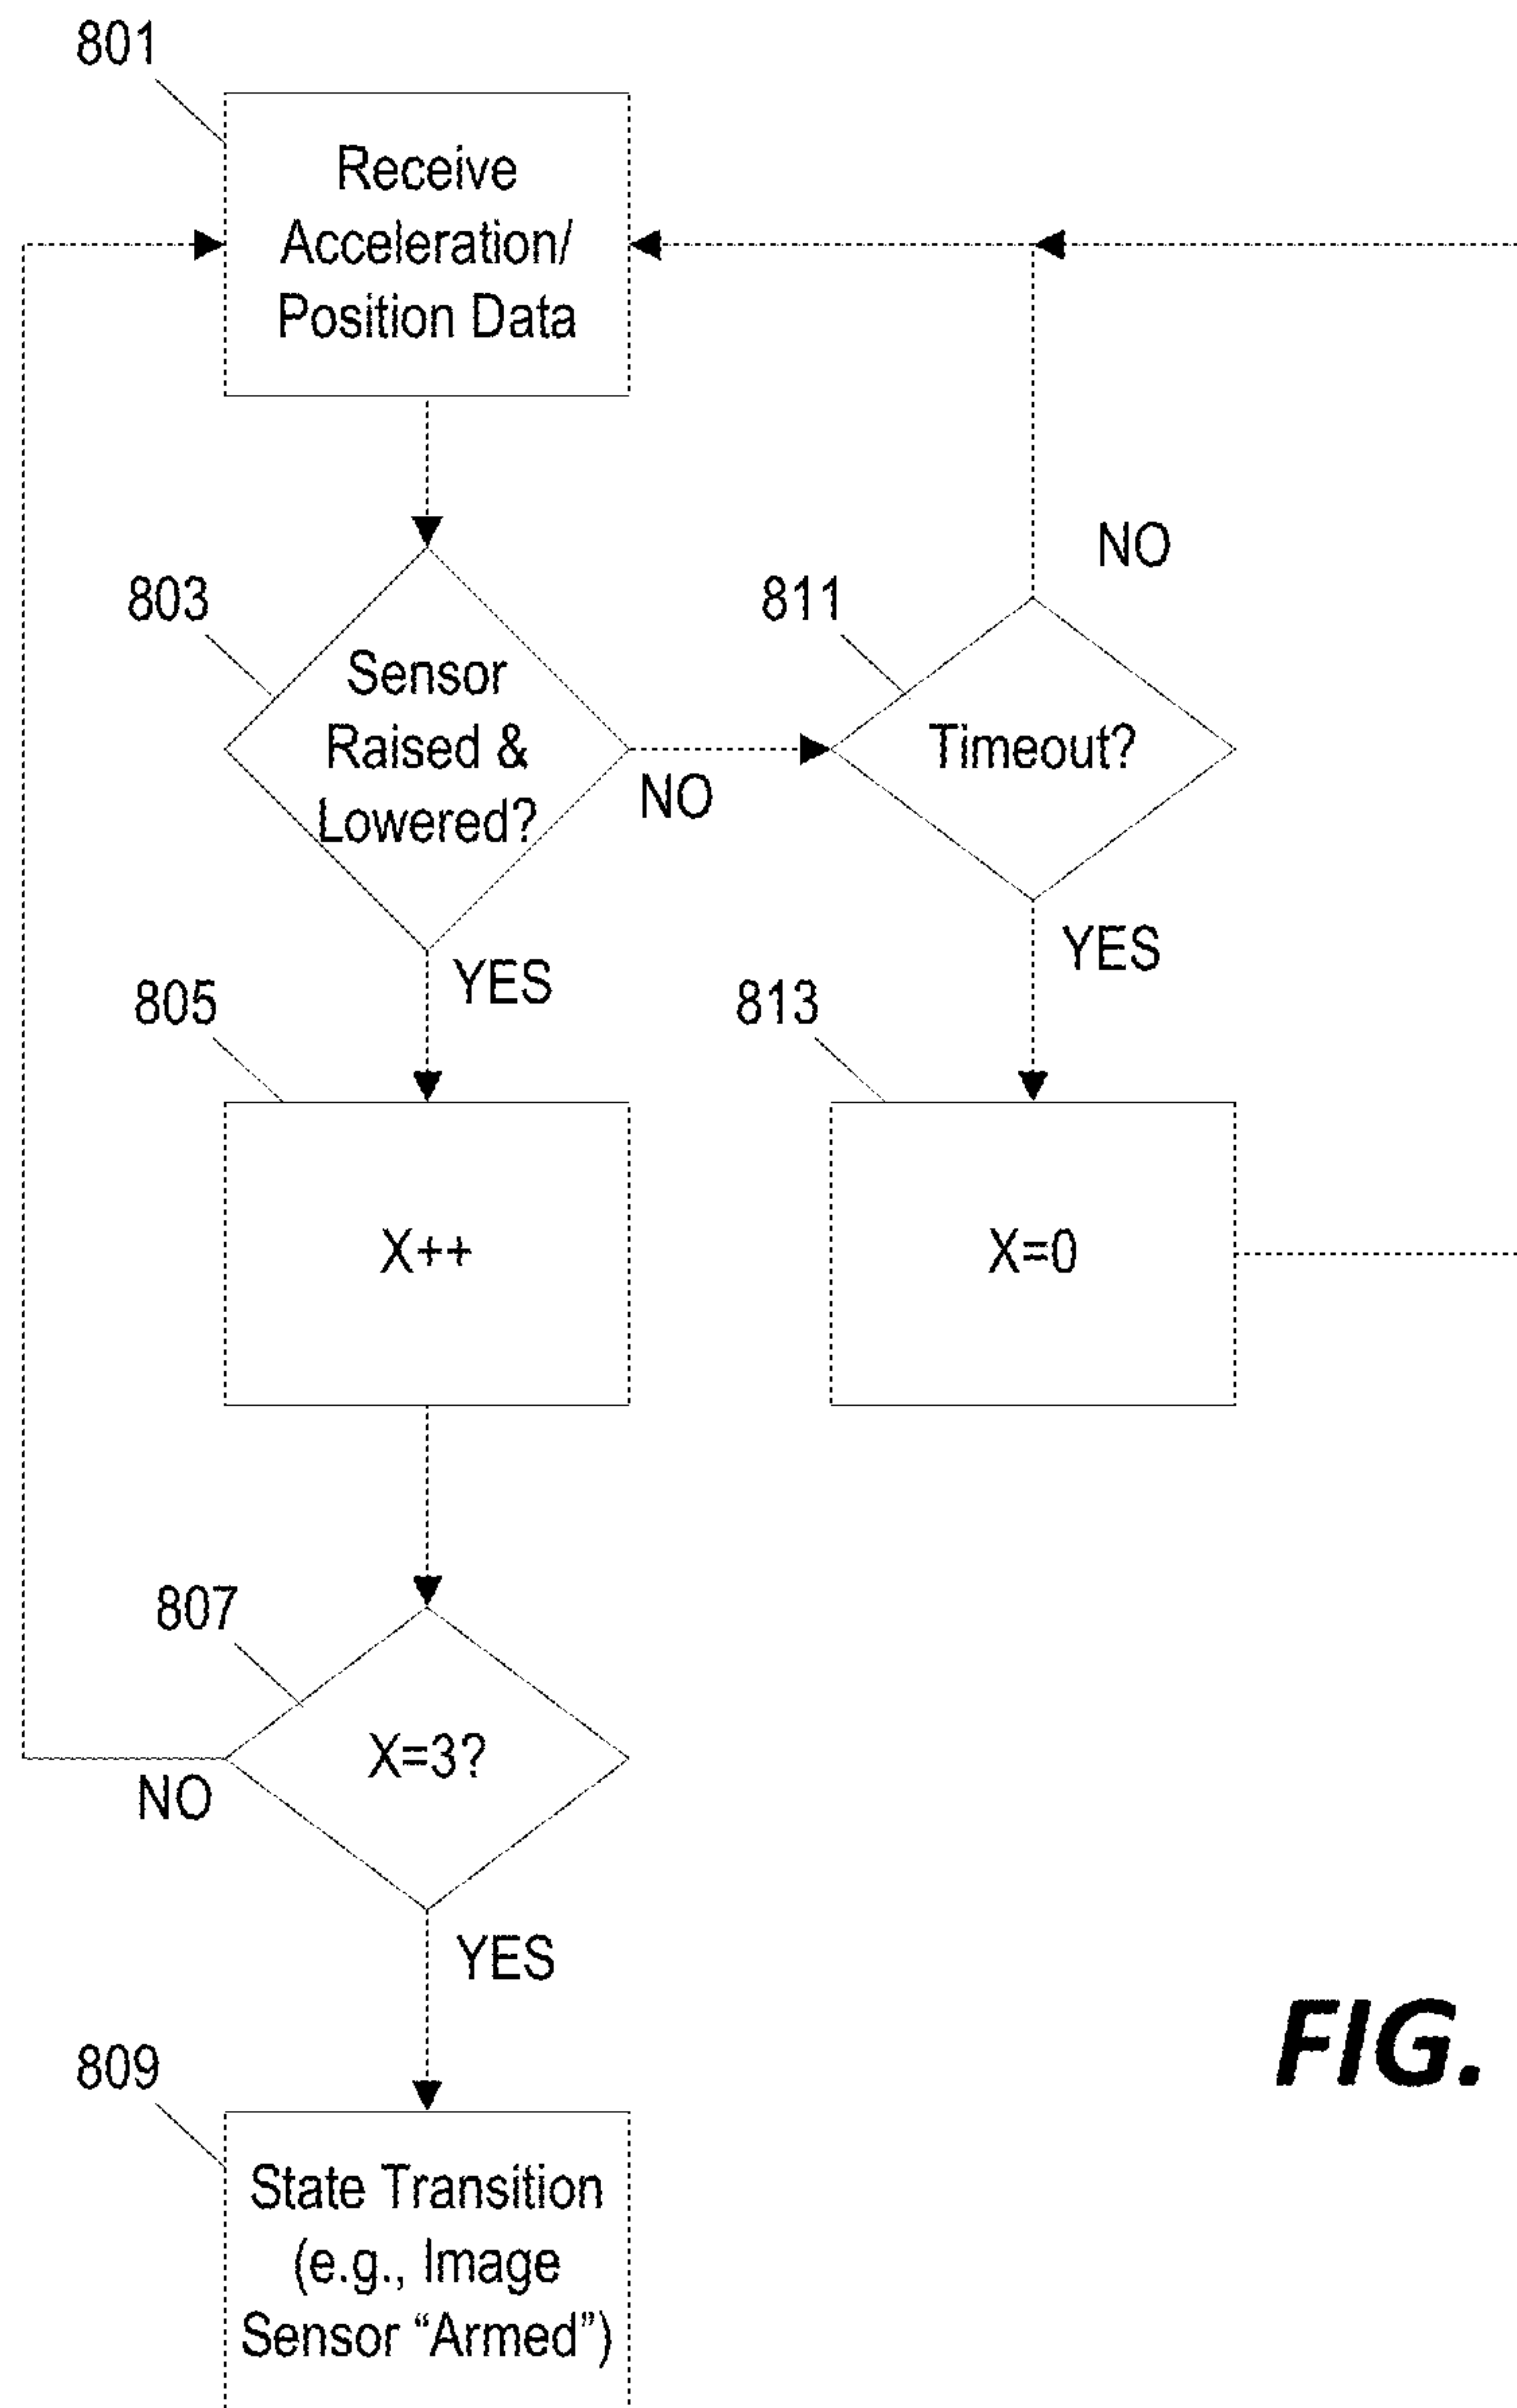 801
Receive
Acceleration/
Position Data
803
Sensor
Raised &
Lowered?
NO
YES
811
Timeout?
NO
YES
805
X++
813
X=0
807
X=3?
NO
YES
809
State Transition
(e.g., Image
Sensor “Armed”)
FIG.